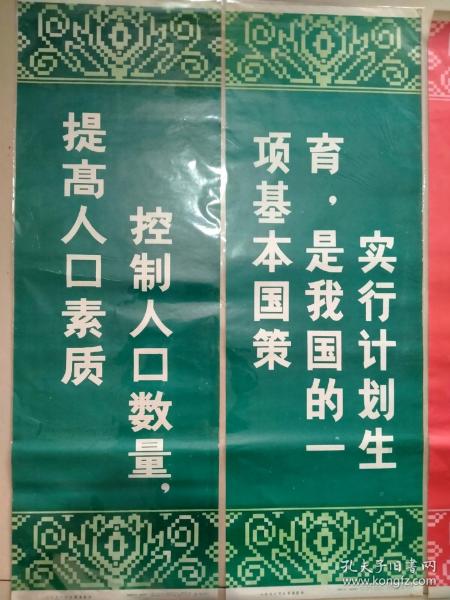 实行计划生
育，是我国的一
项基本国策
控制人口数量，
提高人口素质
孔夫子旧书网
www.kongfz.com